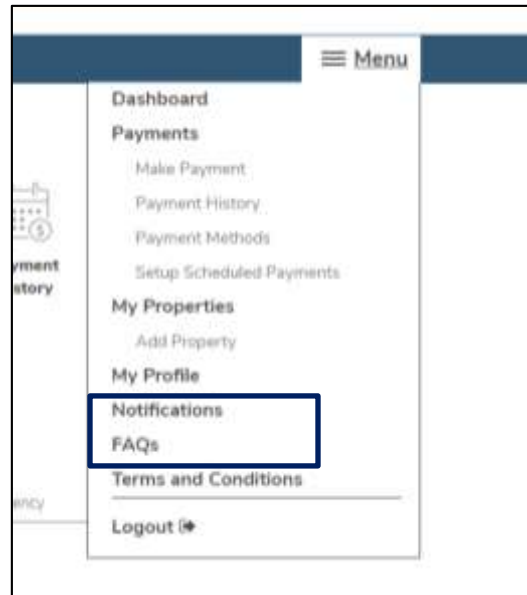 Menu
Dashboard
Payments
Make Payment
Payment History
Payment Methods
Setup Scheduled Payments
My Properties
Add Property
My Profile
Notifications
FAQs
Terms and Conditions
Logout
yment
story
ency